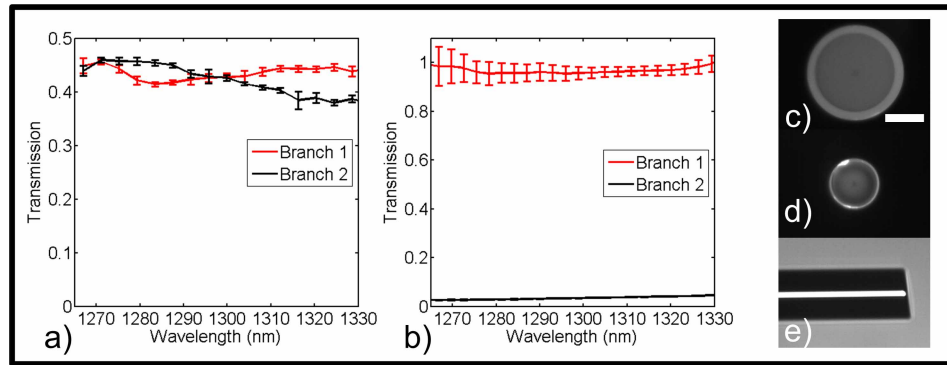 0.5
0.4
0.3
0.2
0.1
0
Transmission
Branch 1
Branch 2
1270 1280 1290 1300 1310 1320 1330
Wavelength (nm)
a)
1
0.8
0.6
0.4
0.2
0
Transmission
Branch 1
Branch 2
1270 1280 1290 1300 1310 1320 1330
Wavelength (nm)
b)
c)
d)
e)